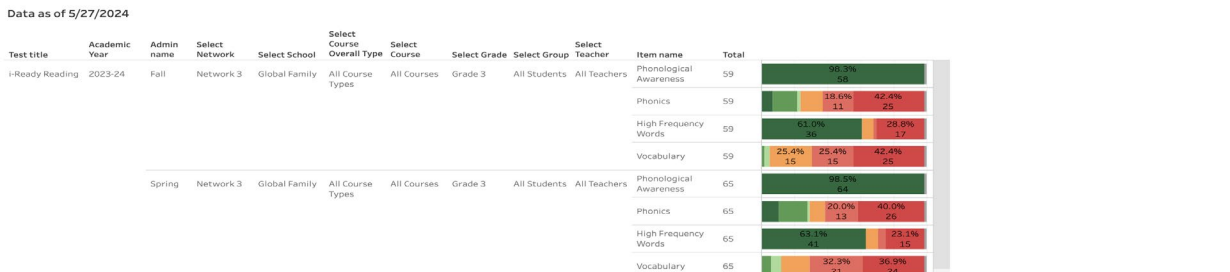 Data as of 5/27/2024
Test title Academic Year Admin name Select Network Select School Select Course Overall Type Select Course Select Grade Select Group Select Teacher Item name Total
i-Ready Reading 2023-24 Fall Network 3 Global Family All Course Types All Courses Grade 3 All Students All Teachers Phonological Awareness 59 98.3% 58
Phonics 59 18.6% 11 42.4% 25
High Frequency Words 59 61.0% 36 28.8% 17
Vocabulary 59 25.4% 15 25.4% 15 42.4% 25
Spring Network 3 Global Family All Course Types All Courses Grade 3 All Students All Teachers Phonological Awareness 65 98.5% 64
Phonics 65 20.0% 13 40.0% 26
High Frequency Words 65 63.1% 41 23.1% 15
Vocabulary 65 32.3% 21 36.9% 24